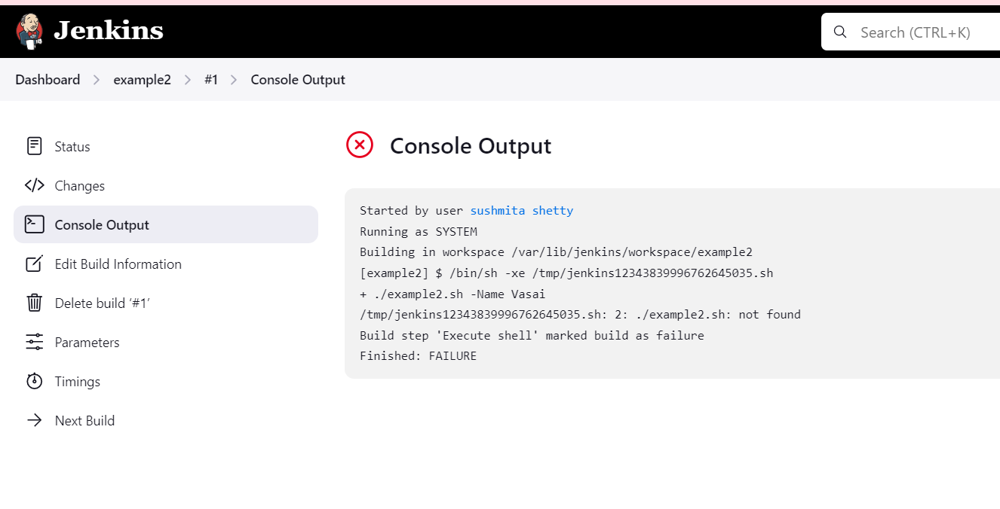 Jenkins
Search (CTRL+K)
Dashboard > example2 > #1 > Console Output
Status
Changes
Console Output
Edit Build Information
Delete build ‘#1’
Parameters
Timings
Next Build
Console Output
Started by user sushmita shetty
Running as SYSTEM
Building in workspace /var/lib/jenkins/workspace/example2
[example2] $ /bin/sh -xe /tmp/jenkins12343839996762645035.sh
+ ./example2.sh -Name Vasai
/tmp/jenkins12343839996762645035.sh: 2: ./example2.sh: not found
Build step 'Execute shell' marked build as failure
Finished: FAILURE